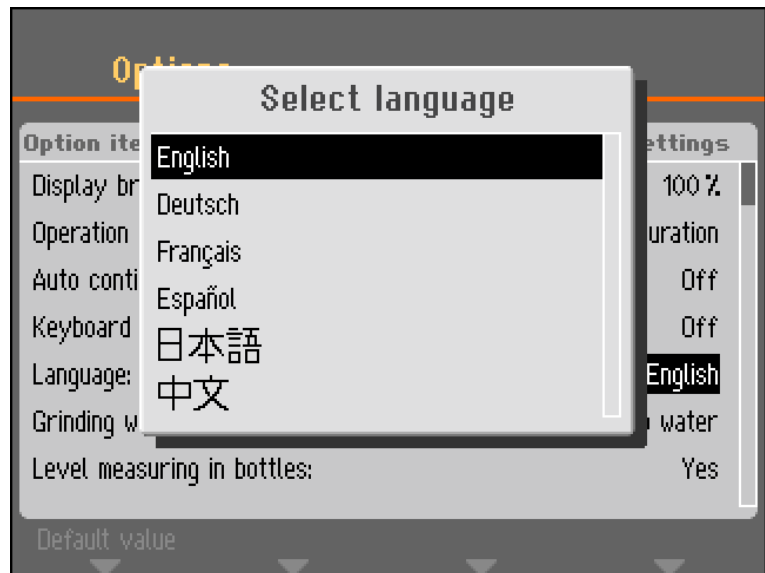 Select language
English
Deutsch
Français
Español
日本語
中文
Option ite ettings
Display br 100 %
Operation uration
Auto conti Off
Keyboard Off
Language: English
Grinding w water
Level measuring in bottles: Yes
Default value